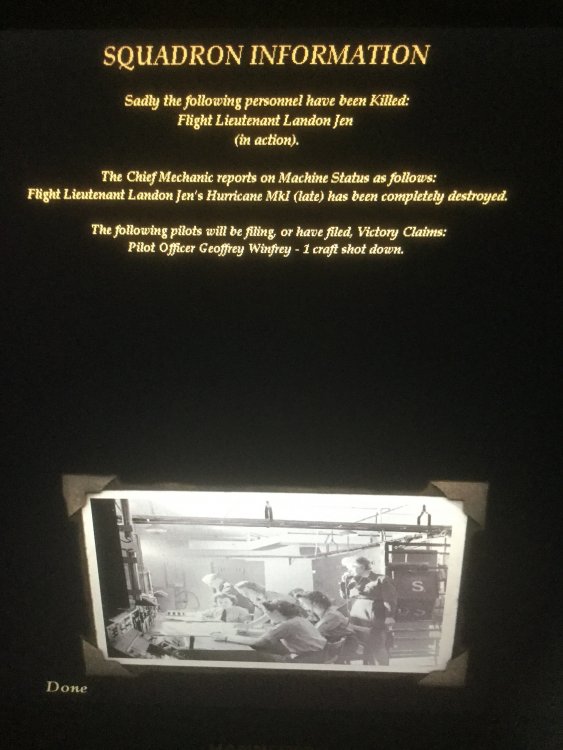 SQUADRON INFORMATION
Sadly the following personnel have been Killed:
Flight Lieutenant Landon Jen
(in action).
The Chief Mechanic reports on Machine Status as follows:
Flight Lieutenant Landon Jen's Hurricane MkI (late) has been completely destroyed.
The following pilots will be filing, or have filed, Victory Claims:
Pilot Officer Geoffrey Winfrey - 1 craft shot down.
S
Done